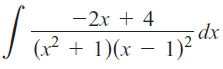 ∫ (-2x + 4) / ((x² + 1)(x − 1)²) dx